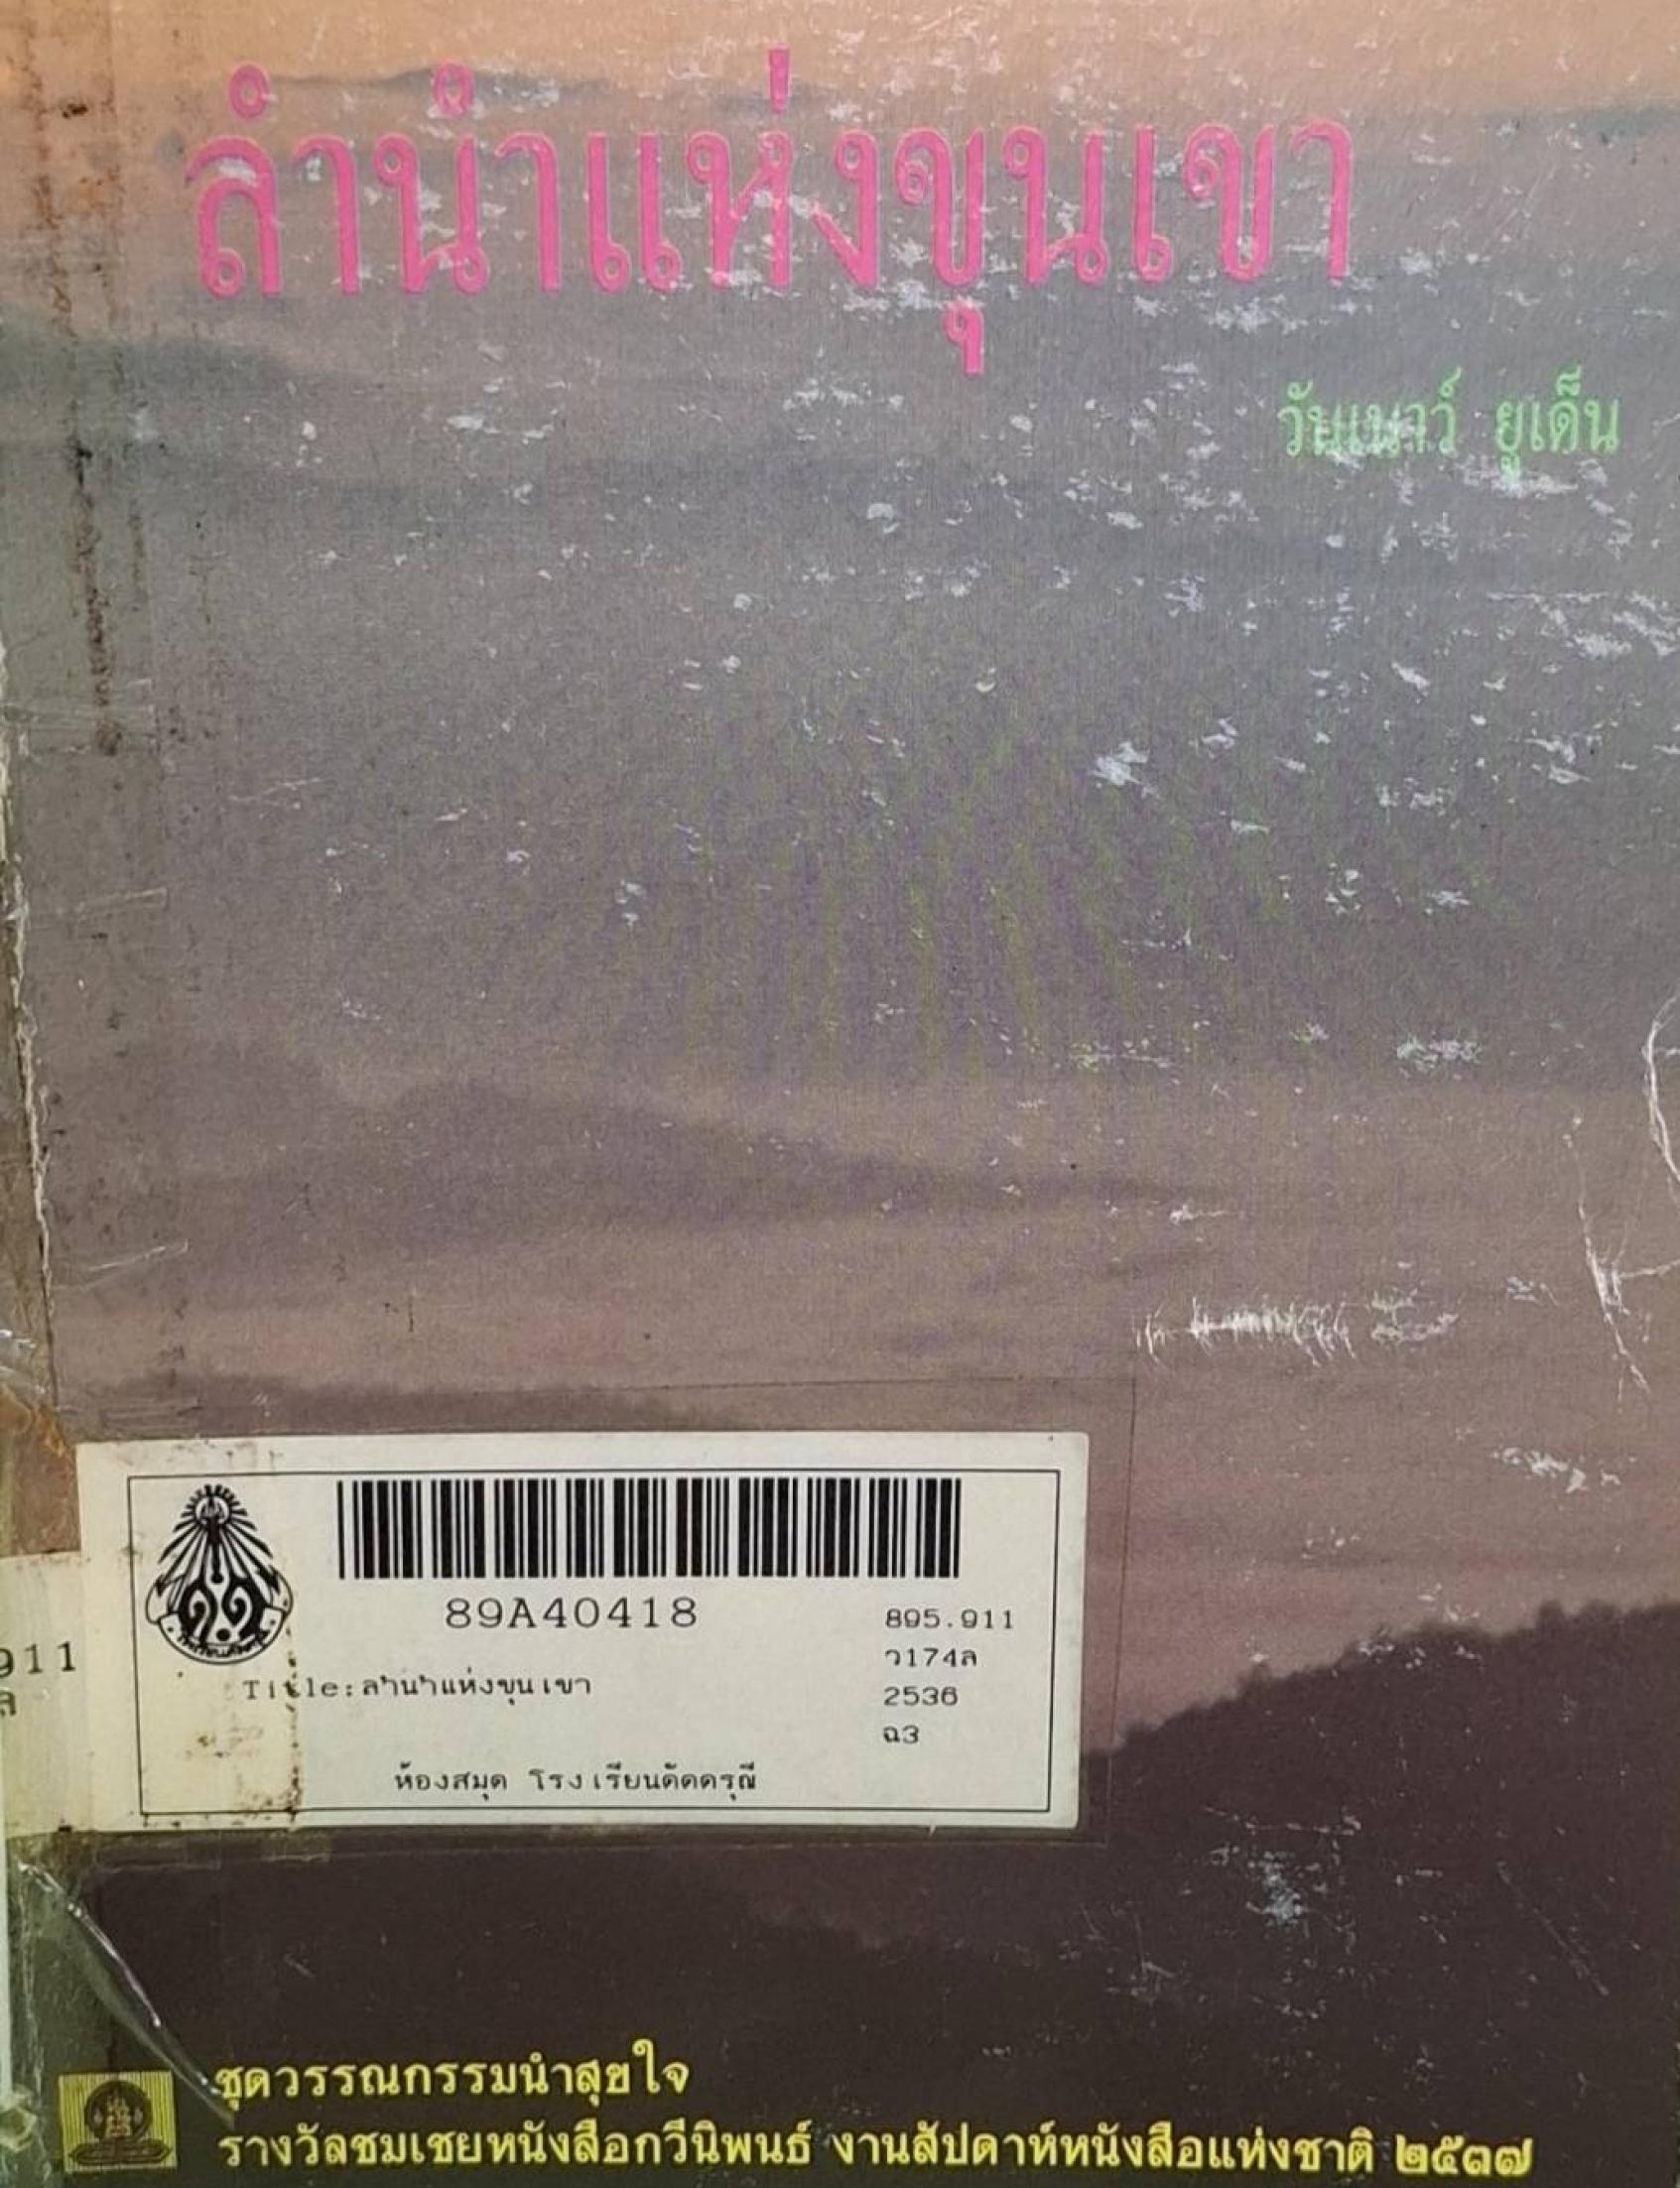 ลำนำแห่งขุนเขา
วันเนาว์ ยูเด็น
89A40418
895.911
ว174ล
2536
ฉ3
Title:ลำนำแห่งขุนเขา
ห้องสมุด โรงเรียนดัดดรุณี
911
ล
ชุดวรรณกรรมนำสุขใจ
รางวัลชมเชยหนังสือกวีนิพนธ์ งานสัปดาห์หนังสือแห่งชาติ ๒๕๓๗